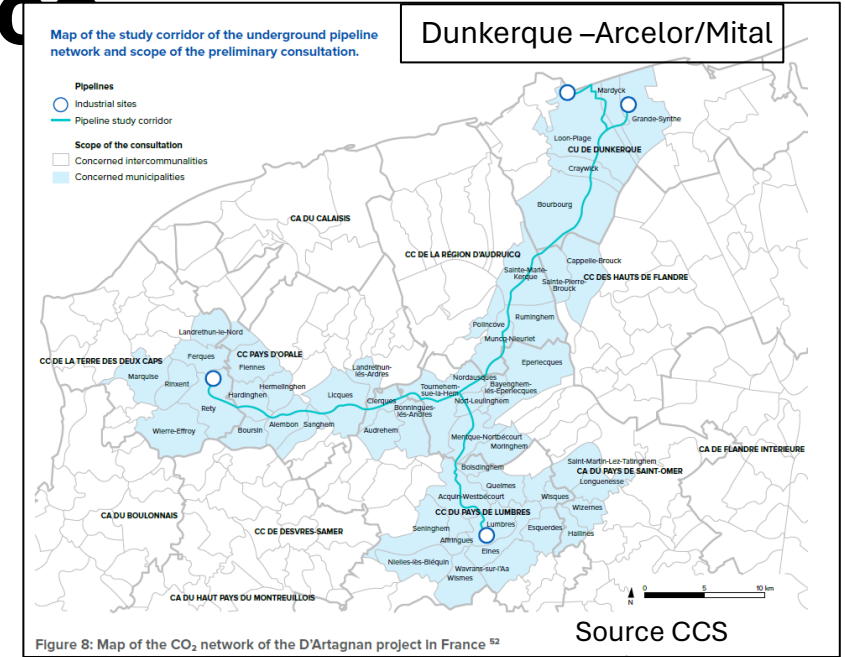 Map of the study corridor of the underground pipeline
network and scope of the preliminary consultation.
Dunkerque –Arcelor/Mital
Pipelines
Industrial sites
Pipeline study corridor
Scope of the consultation
Concerned intercommunalities
Concerned municipalities
Mardyck
Grande-Synthe
Loon-Plage
CU DE DUNKERQUE
Craywick
Bourbourg
CA DU CALAISIS
CC DE LA RÉGION D'AUDRUICQ
Cappelle-Brouck
Sainte-Marie-
Kerque
CC DES HAUTS DE FLANDRE
Sainte-Pierre-
Brouck
Ruminghem
Polincove
Muncq-Nieuriet
Landrethun-le-Nord
Ferques
CC PAYS D'OPALE
CC DE LA TERRE DES DEUX CAPS
Fiennes
Landrethun-
lès-Ardres
Eperlecques
Marquise
Rinxent
Hermelinghen
Hardinghen
Licques
Clerques
Tournehem-
sue-la-Hem
Nordausques
Bayenghem-
lès-Eperlecques
Nort-Leulinghem
Bonningues-
lès-Andres
Rety
Wierre-Effroy
Boursin
Alembon
Sanghem
Audrehem
Mentque-Nortbécourt
Moringhem
Boisdinghem
Saint-Martin-Lez-Tatinghem
CA DE FLANDRE INTERIEURE
CA DU PAYS DE SAINT-OMER
Longuenesse
Quelmes
Acquin-Westbécourt
Wisques
Wizernes
CA DU BOULONNAIS
CC DU PAYS DE LUMBRES
CC DE DESVRES-SAMER
Seninghem
Lumbres
Esquerdes
Hallines
Affringues
Elnes
Nielles-lès-Bléquin
Wavrans-sur-l'Aa
Wismes
CA DU HAUT PAYS DU MONTREUILLOIS
N
0 5 10 km
Source CCS
Figure 8: Map of the CO₂ network of the D'Artagnan project in France ⁵²